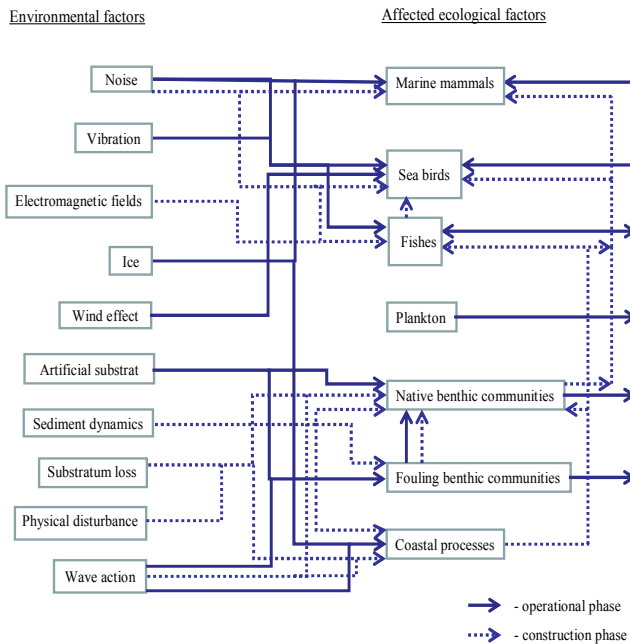 Environmental factors
Affected ecological factors
Noise
Marine mammals
Vibration
Sea birds
Electromagnetic fields
Fishes
Ice
Wind effect
Plankton
Artificial substrat
Native benthic communities
Sediment dynamics
Substratum loss
Fouling benthic communities
Physical disturbance
Coastal processes
Wave action
- operational phase
- construction phase